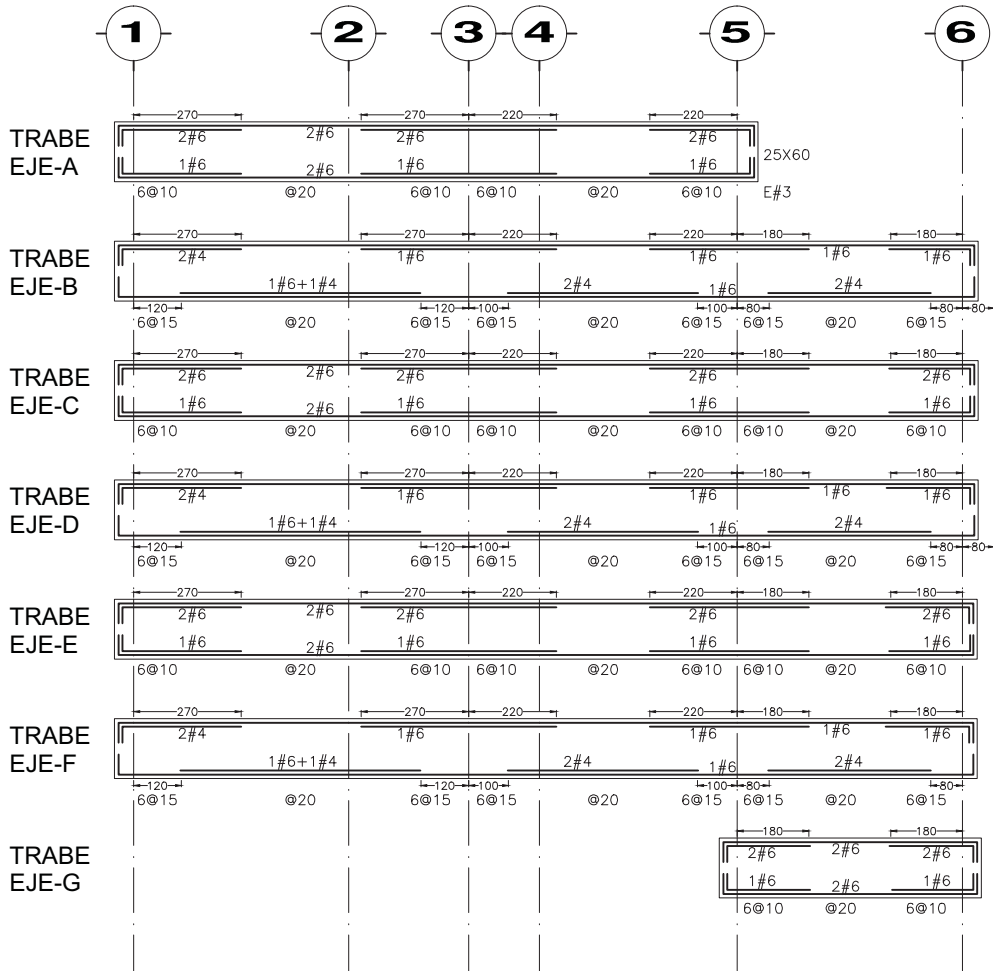 1 2 3 4 5 6
270 270 220 220
TRABE 2#6 2#6 2#6 2#6
EJE-A 1#6 2#6 1#6 1#6 25X60
6@10 @20 6@10 6@10 @20 6@10 E#3
270 270 220 220 180 180
TRABE 2#4 1#6 1#6 1#6 1#6
EJE-B 1#6+1#4 2#4 1#6 2#4
120 120 100 100 80 80 80
6@15 @20 6@15 6@15 @20 6@15 6@15 @20 6@15
270 270 220 220 180 180
TRABE 2#6 2#6 2#6 2#6 2#6
EJE-C 1#6 2#6 1#6 1#6 1#6
6@10 @20 6@10 6@10 @20 6@10 6@10 @20 6@10
270 270 220 220 180 180
TRABE 2#4 1#6 1#6 1#6 1#6
EJE-D 1#6+1#4 2#4 1#6 2#4
120 120 100 100 80 80 80
6@15 @20 6@15 6@15 @20 6@15 6@15 @20 6@15
270 270 220 220 180 180
TRABE 2#6 2#6 2#6 2#6 2#6
EJE-E 1#6 2#6 1#6 1#6 1#6
6@10 @20 6@10 6@10 @20 6@10 6@10 @20 6@10
270 270 220 220 180 180
TRABE 2#4 1#6 1#6 1#6 1#6
EJE-F 1#6+1#4 2#4 1#6 2#4
120 120 100 100 80 80
6@15 @20 6@15 6@15 @20 6@15 6@15 @20 6@15
180 180
TRABE 2#6 2#6 2#6
EJE-G 1#6 2#6 1#6
6@10 @20 6@10